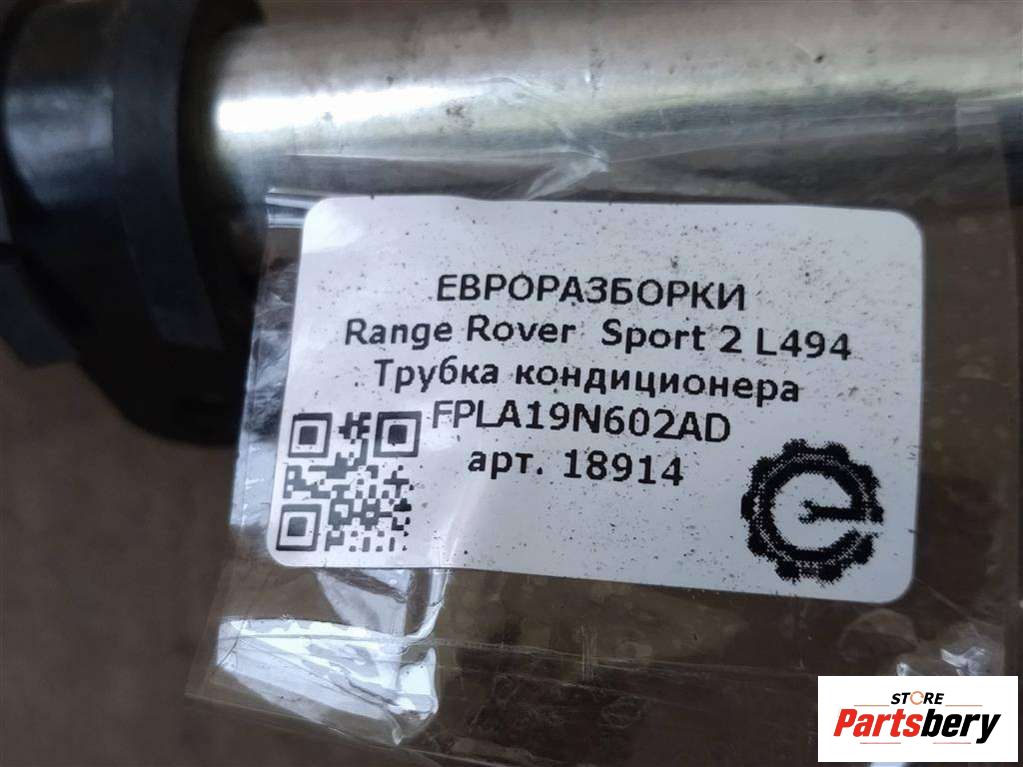 ЕВРОРАЗБОРКИ
Range Rover Sport 2 L494
Трубка кондиционера
FPLA19N602AD
арт. 18914
STORE
Partsbery